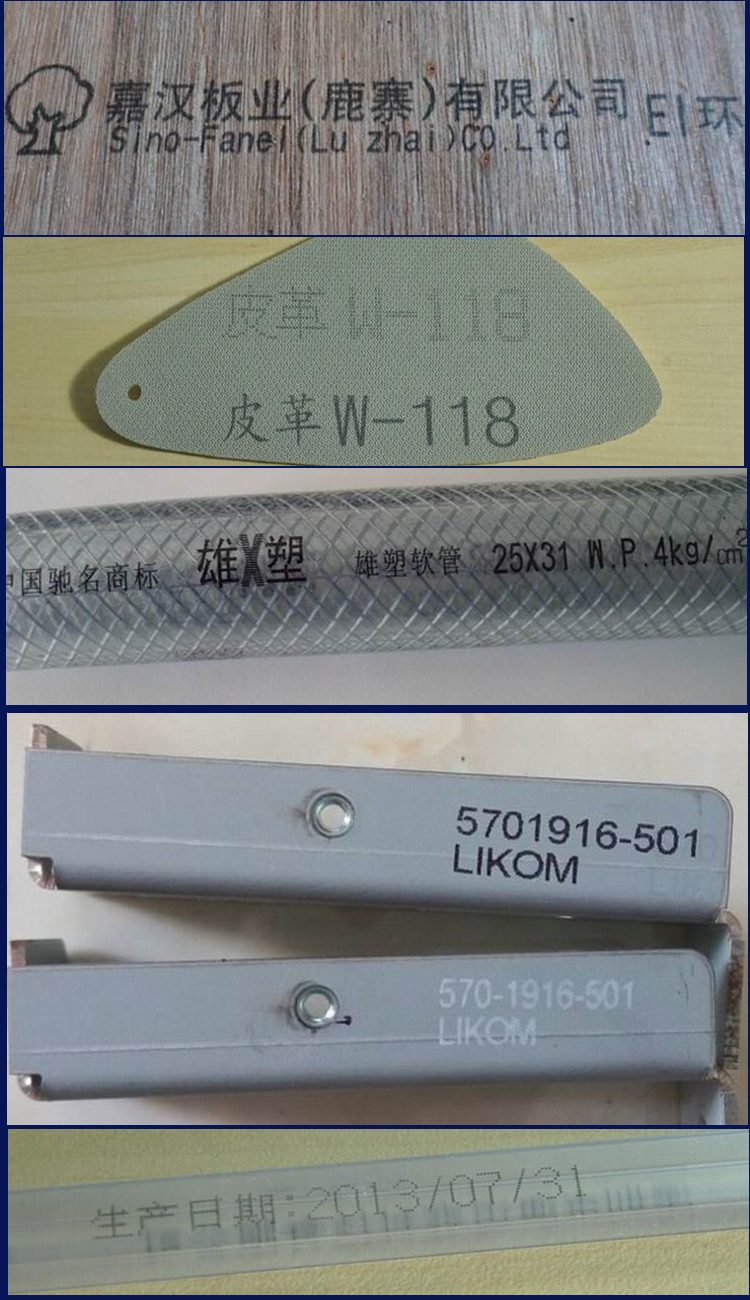 嘉汉板业(鹿寨)有限公司 E1环
Sino-Fanel(Lu zhai)CO.Ltd
皮革W-118
皮革W-118
中国驰名商标 雄X塑 雄塑软管 25X31 W.P.4kg/cm²
5701916-501
LIKOM
570-1916-501
LIKOM
生产日期:2013/07/31